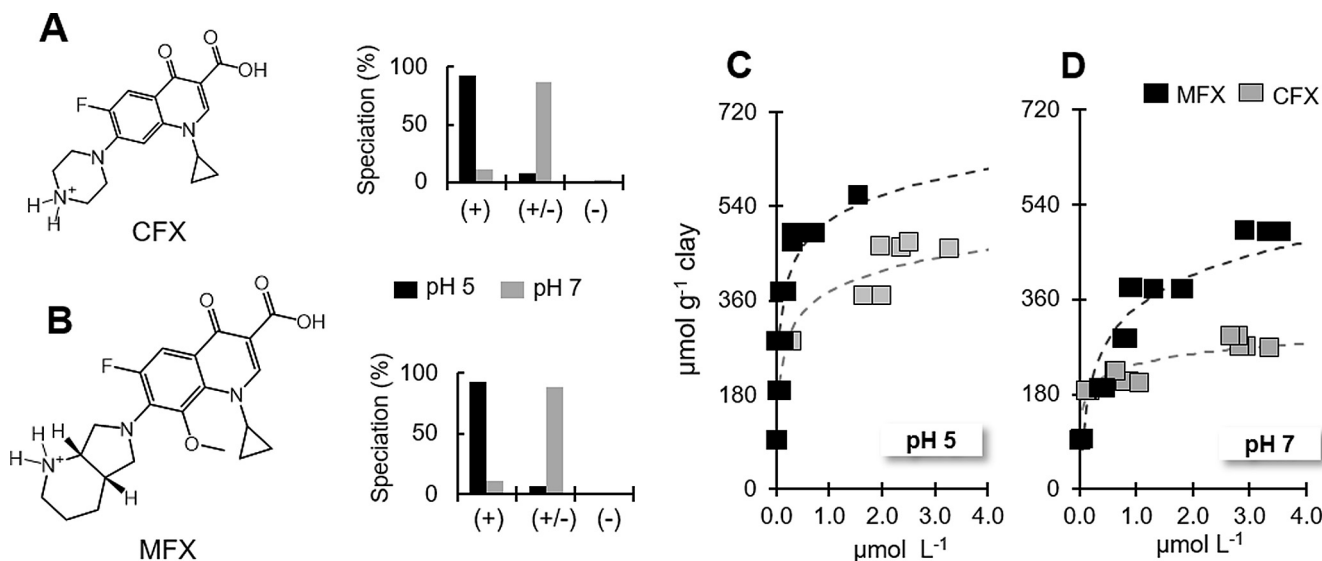 A
O
O
OH
F
N
N
N+
H
H
CFX
Speciation (%)
100
50
0
(+) (+/-) (-)
pH 5 pH 7
B
O
O
OH
F
N
N
O
H
H
H
N+
H
MFX
Speciation (%)
100
50
0
(+) (+/-) (-)
C
µmol g-1 clay
720
540
360
180
0
pH 5
0.0 1.0 2.0 3.0 4.0
µmol L-1
D
MFX CFX
720
540
360
180
0
pH 7
0.0 1.0 2.0 3.0 4.0
µmol L-1